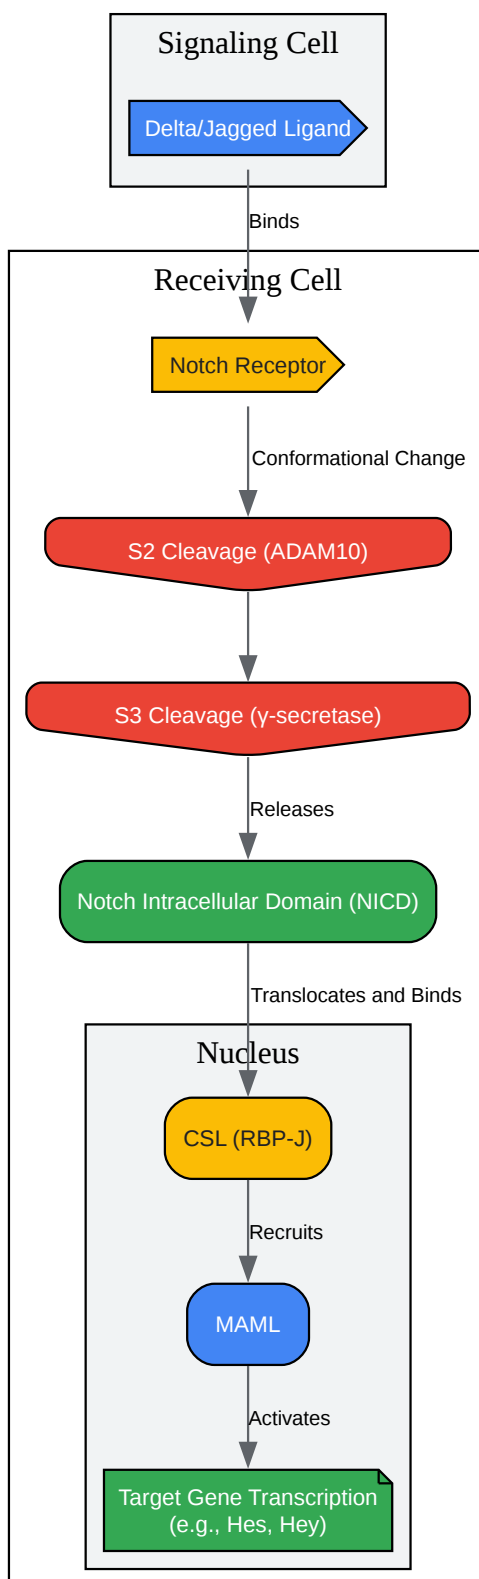 Signaling Cell
Delta/Jagged Ligand
Binds
Receiving Cell
Notch Receptor
Conformational Change
S2 Cleavage (ADAM10)
S3 Cleavage (γ-secretase)
Releases
Notch Intracellular Domain (NICD)
Translocates and Binds
Nucleus
CSL (RBP-J)
Recruits
MAML
Activates
Target Gene Transcription
(e.g., Hes, Hey)